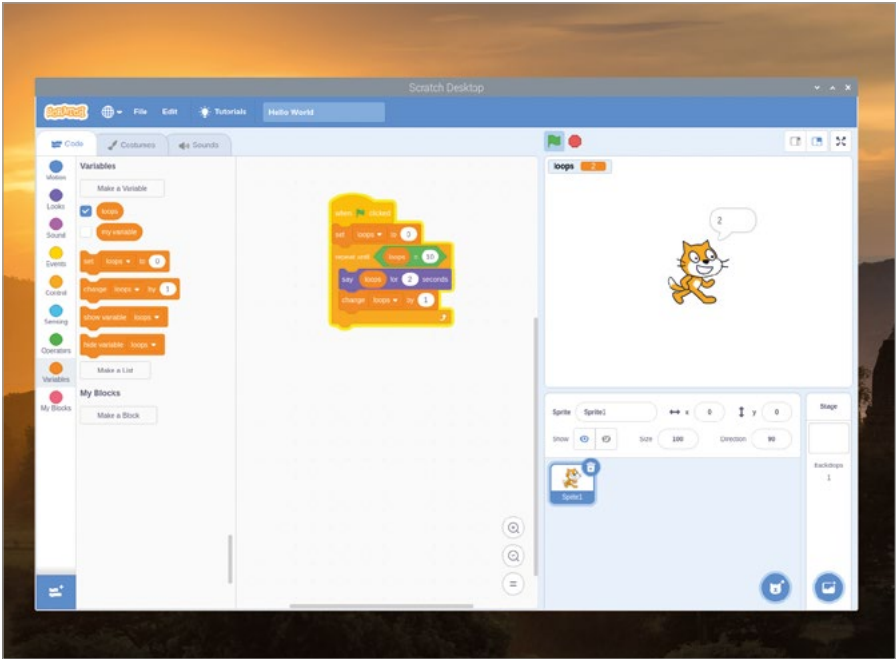 Scratch Desktop
SCRATCH File Edit Tutorials Hello World
Code Costumes Sounds
Motion
Looks
Sound
Events
Control
Sensing
Operators
Variables
My Blocks
Variables
Make a Variable
loops
my variable
set loops to 0
change loops by 1
show variable loops
hide variable loops
Make a List
My Blocks
Make a Block
when clicked
set loops to 0
repeat until loops = 10
say loops for 2 seconds
change loops by 1
loops 2
2
Sprite Sprite1 x 0 y 0
Show Size 100 Direction 90
Sprite1
Stage
Backdrops
1